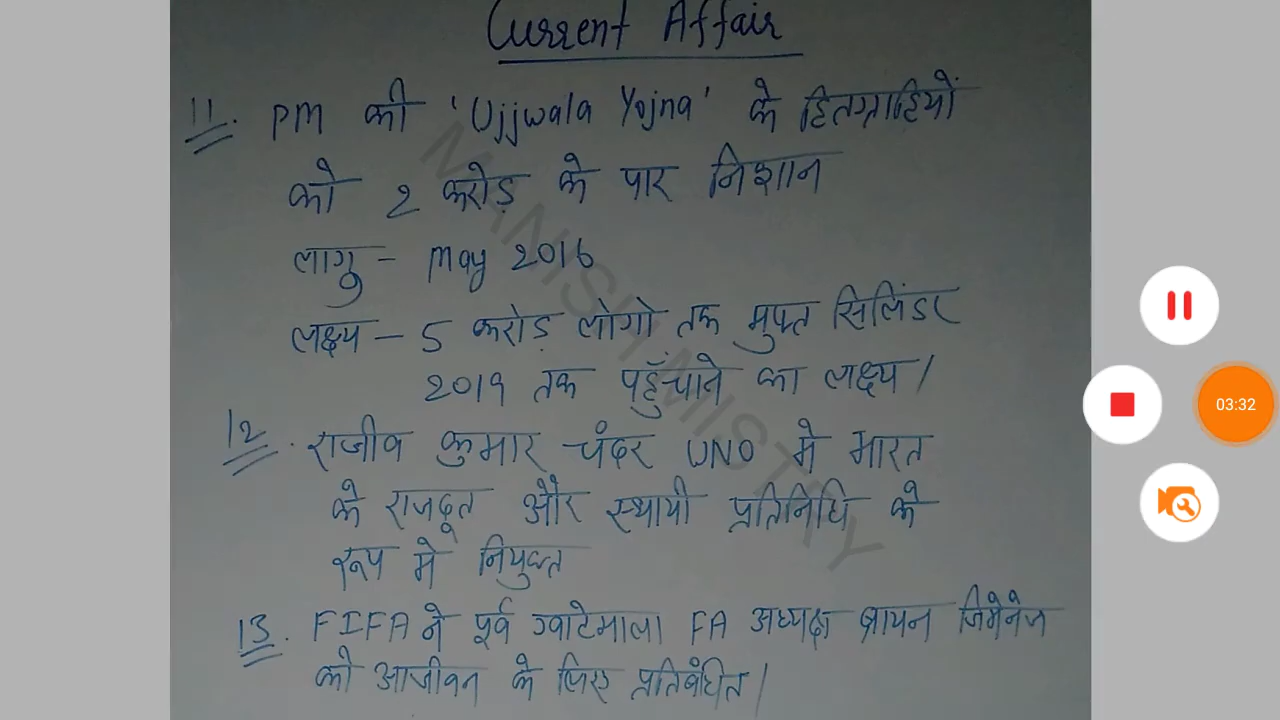 Current Affair
11. PM की 'Ujjwala Yojna' के हितग्राहियों
को 2 करोड़ के पार निशान
लागु - May 2016
लक्ष्य - 5 करोड़ लोगो तक मुफ्त सिलिंडर
2019 तक पहुँचाने का लक्ष्य।
12. राजीव कुमार चंदर UNO मे भारत
के राजदूत और स्थायी प्रतिनिधि के
रूप मे नियुक्त
13. FIFA ने पूर्व ग्वाटेमाला FA अध्यक्ष ब्रायन जिमेनेज
को आजीवन के लिए प्रतिबंधित।
MANISH MISTRY
03:32